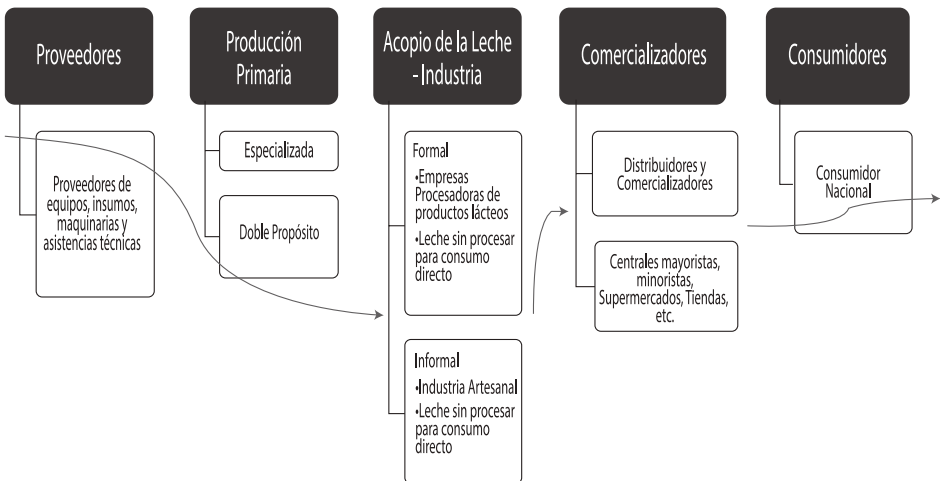 Proveedores
Proveedores de
equipos, insumos,
maquinarias y
asistencias técnicas
Producción
Primaria
Especializada
Doble Propósito
Acopio de la Leche
- Industria
Formal
•Empresas
Procesadoras de
productos lácteos
•Leche sin procesar
para consumo
directo
Informal
•Industria Artesanal
•Leche sin procesar
para consumo
directo
Comercializadores
Distribuidores y
Comercializadores
Centrales mayoristas,
minoristas,
Supermercados, Tiendas,
etc.
Consumidores
Consumidor
Nacional